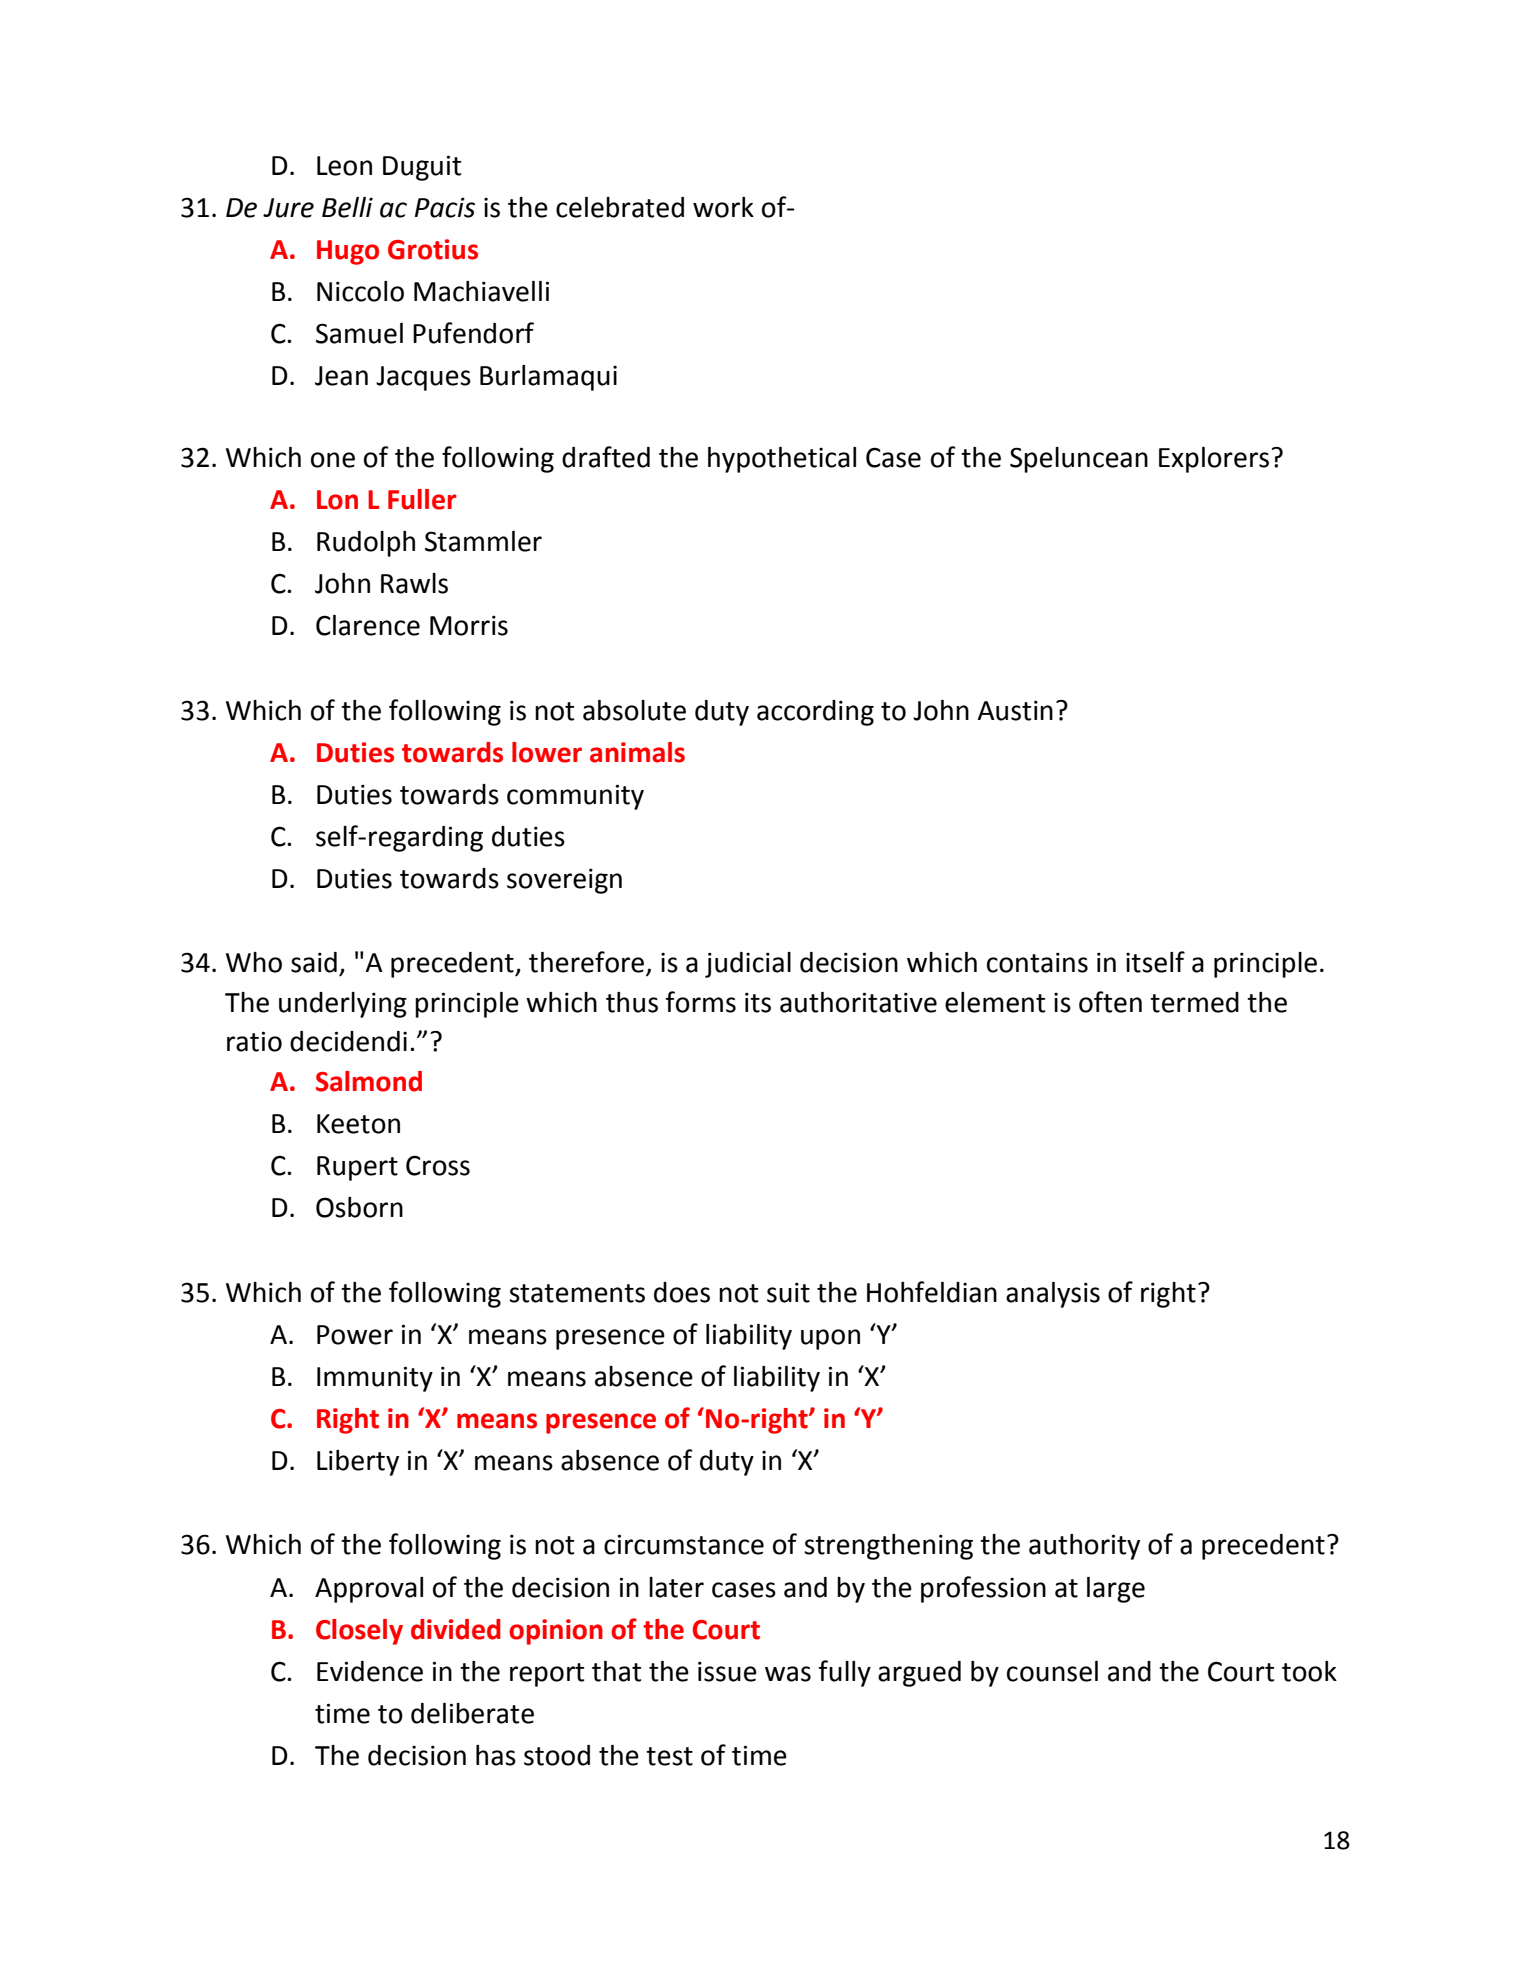 D. Leon Duguit
31. De Jure Belli ac Pacis is the celebrated work of-
A. Hugo Grotius
B. Niccolo Machiavelli
C. Samuel Pufendorf
D. Jean Jacques Burlamaqui
32. Which one of the following drafted the hypothetical Case of the Speluncean Explorers?
A. Lon L Fuller
B. Rudolph Stammler
C. John Rawls
D. Clarence Morris
33. Which of the following is not absolute duty according to John Austin?
A. Duties towards lower animals
B. Duties towards community
C. self-regarding duties
D. Duties towards sovereign
34. Who said, "A precedent, therefore, is a judicial decision which contains in itself a principle.
The underlying principle which thus forms its authoritative element is often termed the
ratio decidendi.”?
A. Salmond
B. Keeton
C. Rupert Cross
D. Osborn
35. Which of the following statements does not suit the Hohfeldian analysis of right?
A. Power in ‘X’ means presence of liability upon ‘Y’
B. Immunity in ‘X’ means absence of liability in ‘X’
C. Right in ‘X’ means presence of ‘No-right’ in ‘Y’
D. Liberty in ‘X’ means absence of duty in ‘X’
36. Which of the following is not a circumstance of strengthening the authority of a precedent?
A. Approval of the decision in later cases and by the profession at large
B. Closely divided opinion of the Court
C. Evidence in the report that the issue was fully argued by counsel and the Court took
time to deliberate
D. The decision has stood the test of time
18